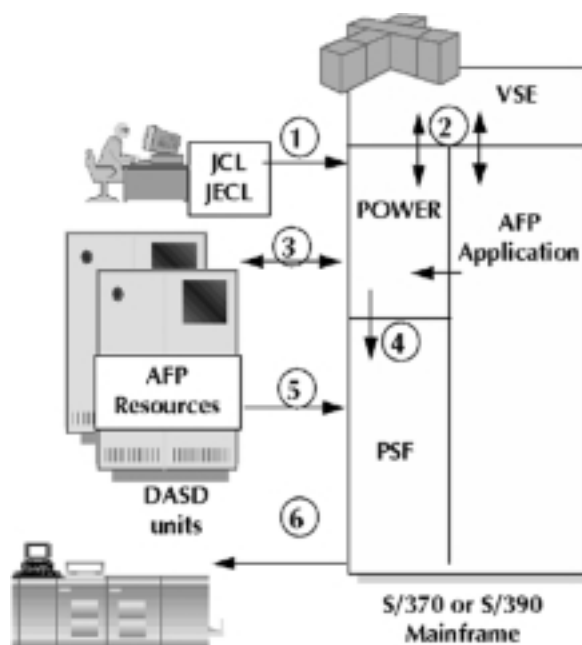 VSE
1
2
JCL
JECL
POWER
AFP
Application
3
4
AFP
Resources
5
PSF
DASD
units
6
S/370 or S/390
Mainframe